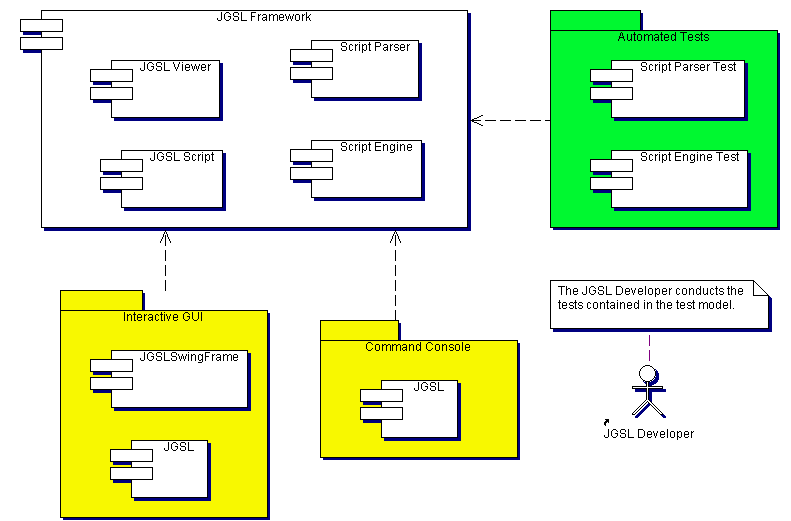 JGSL Framework
JGSL Viewer
Script Parser
JGSL Script
Script Engine
Automated Tests
Script Parser Test
Script Engine Test
Interactive GUI
JGSLSwingFrame
JGSL
Command Console
JGSL
The JGSL Developer conducts the
tests contained in the test model.
JGSL Developer